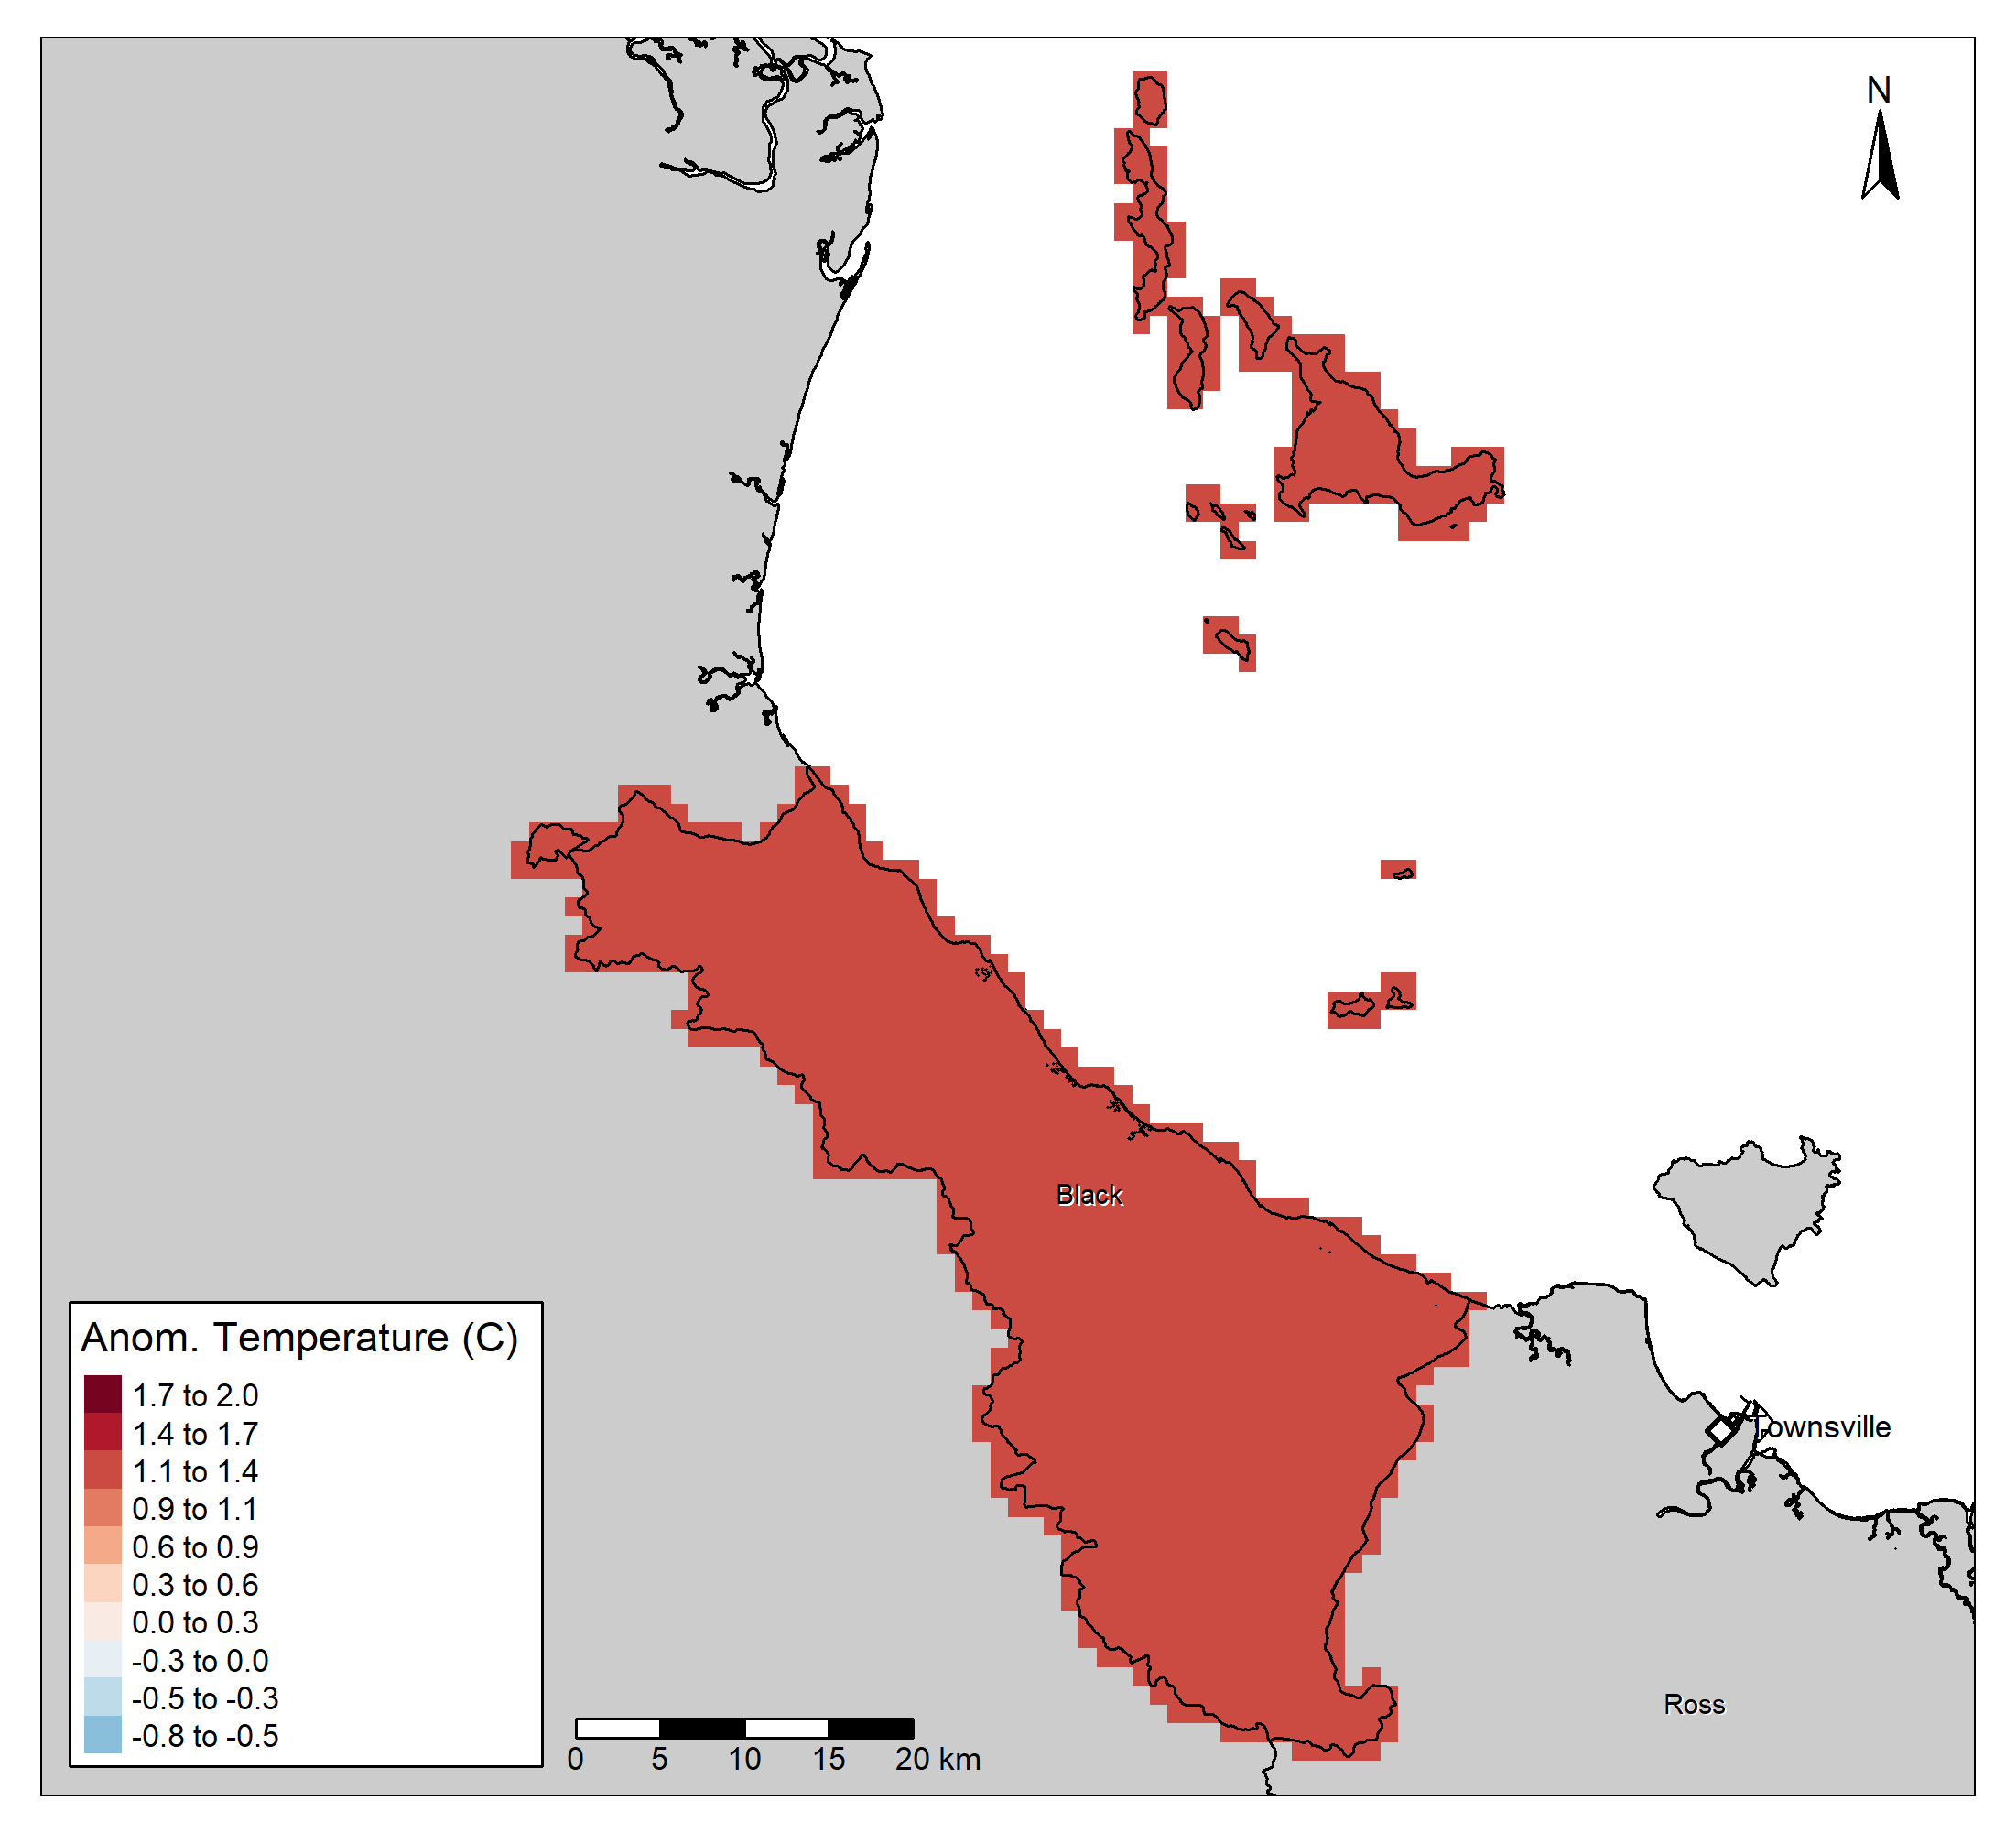 N
Black
Townsville
Ross
Anom. Temperature (C)
1.7 to 2.0
1.4 to 1.7
1.1 to 1.4
0.9 to 1.1
0.6 to 0.9
0.3 to 0.6
0.0 to 0.3
-0.3 to 0.0
-0.5 to -0.3
-0.8 to -0.5
0 5 10 15 20 km